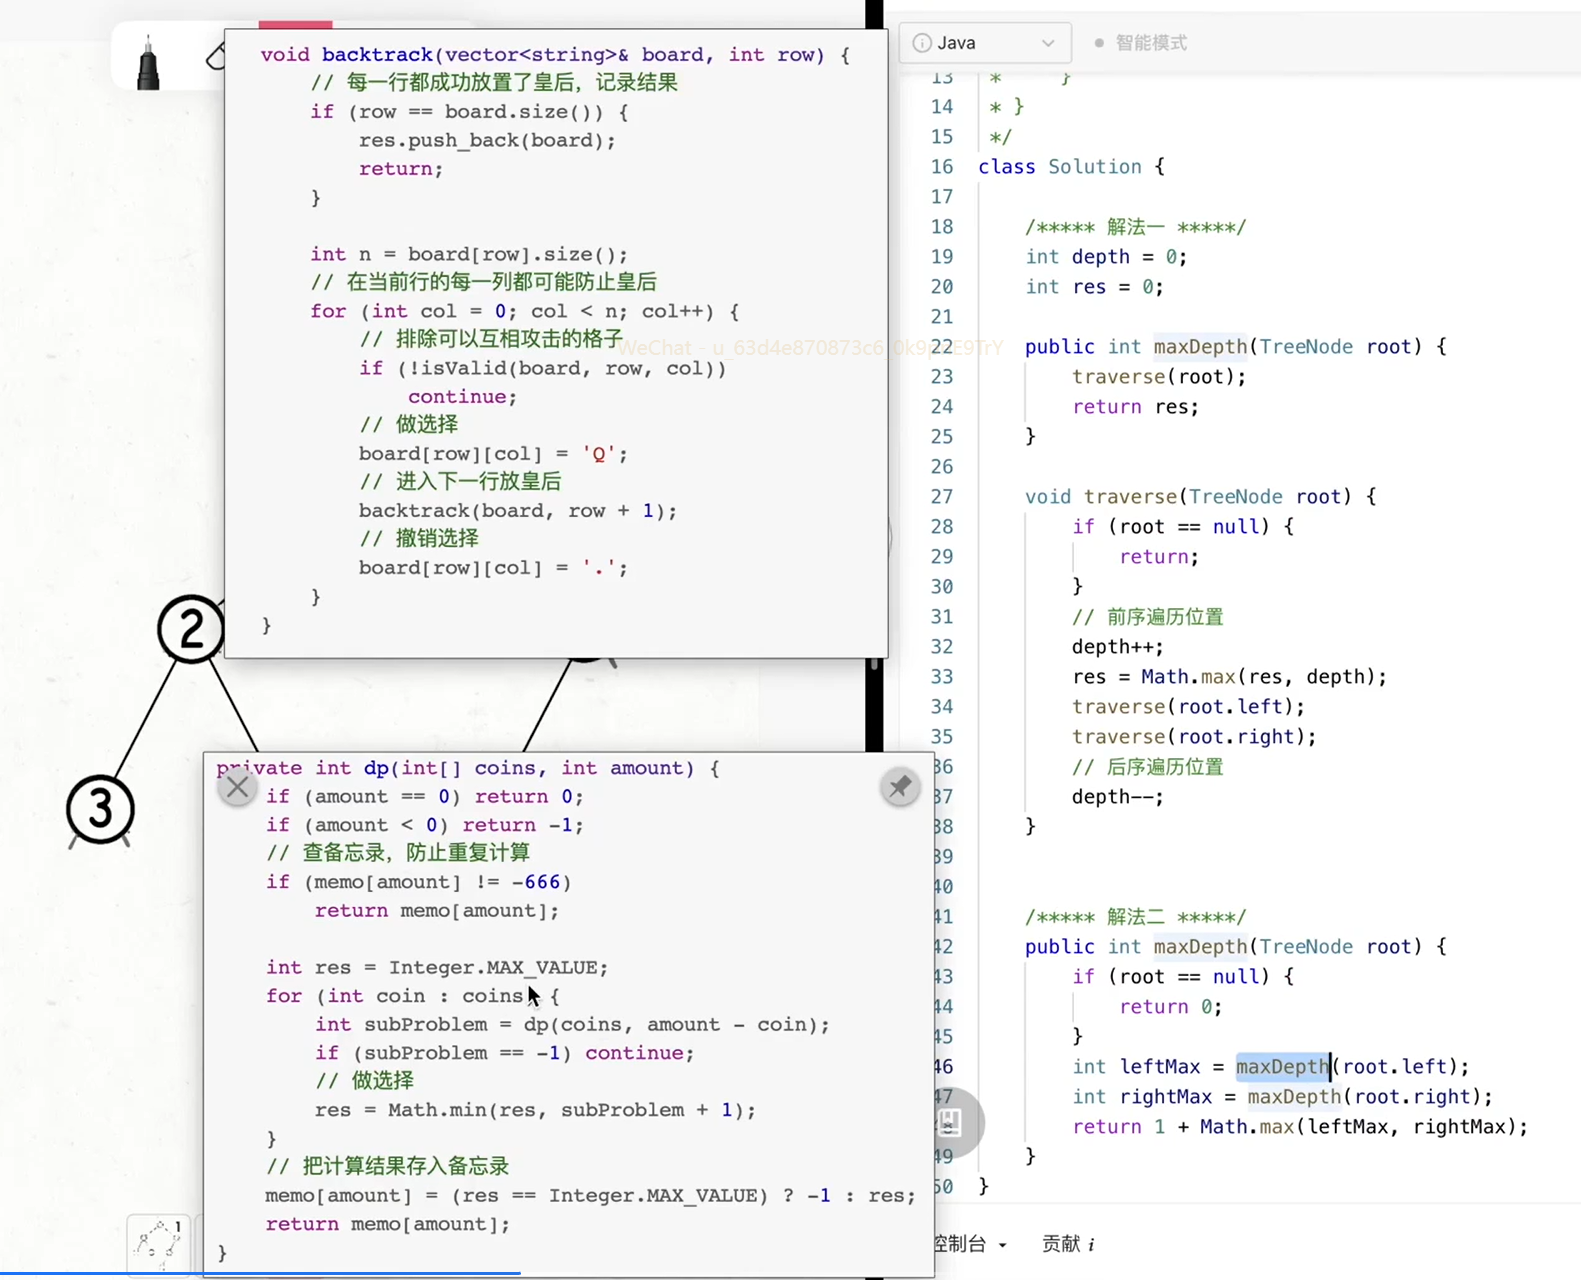 void backtrack(vector<string>& board, int row) {
// 每一行都成功放置了皇后，记录结果
if (row == board.size()) {
res.push_back(board);
return;
}
int n = board[row].size();
// 在当前行的每一列都可能防止皇后
for (int col = 0; col < n; col++) {
// 排除可以互相攻击的格子
if (!isValid(board, row, col))
continue;
// 做选择
board[row][col] = 'Q';
// 进入下一行放皇后
backtrack(board, row + 1);
// 撤销选择
board[row][col] = '.';
}
}
2
3
private int dp(int[] coins, int amount) {
if (amount == 0) return 0;
if (amount < 0) return -1;
// 查备忘录，防止重复计算
if (memo[amount] != -666)
return memo[amount];
int res = Integer.MAX_VALUE;
for (int coin : coins) {
int subProblem = dp(coins, amount - coin);
if (subProblem == -1) continue;
// 做选择
res = Math.min(res, subProblem + 1);
}
// 把计算结果存入备忘录
memo[amount] = (res == Integer.MAX_VALUE) ? -1 : res;
return memo[amount];
}
1
Java
智能模式
13 * }
14 * }
15 */
16 class Solution {
17
18 /***** 解法一 *****/
19 int depth = 0;
20 int res = 0;
21
22 public int maxDepth(TreeNode root) {
23 traverse(root);
24 return res;
25 }
26
27 void traverse(TreeNode root) {
28 if (root == null) {
29 return;
30 }
31 // 前序遍历位置
32 depth++;
33 res = Math.max(res, depth);
34 traverse(root.left);
35 traverse(root.right);
36 // 后序遍历位置
37 depth--;
38 }
39
40
41 /***** 解法二 *****/
42 public int maxDepth(TreeNode root) {
43 if (root == null) {
44 return 0;
45 }
46 int leftMax = maxDepth(root.left);
47 int rightMax = maxDepth(root.right);
return 1 + Math.max(leftMax, rightMax);
49 }
50 }
控制台
贡献 i